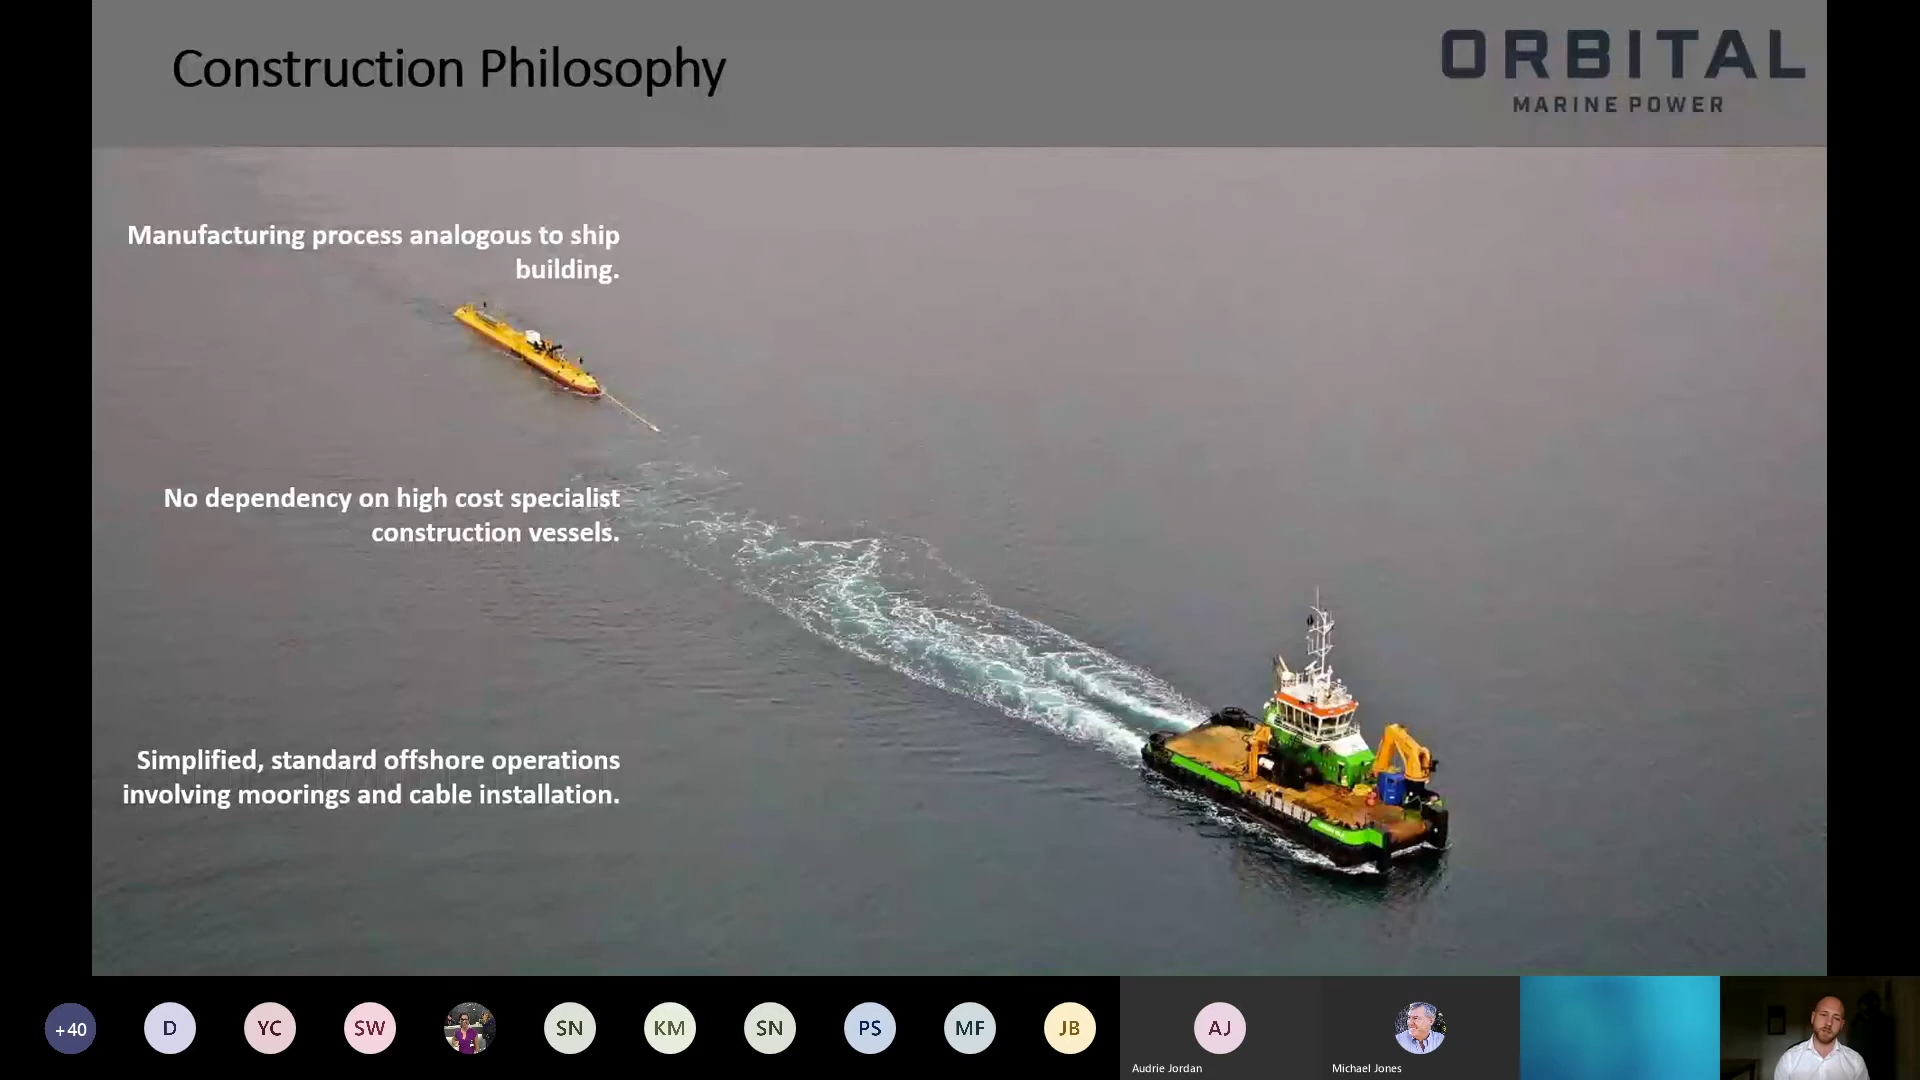 Construction Philosophy
ORBITAL
MARINE POWER
Manufacturing process analogous to ship
building.
No dependency on high cost specialist
construction vessels.
Simplified, standard offshore operations
involving moorings and cable installation.
+40
D
YC
SW
SN
KM
SN
PS
MF
JB
AJ
Audrie Jordan
Michael Jones